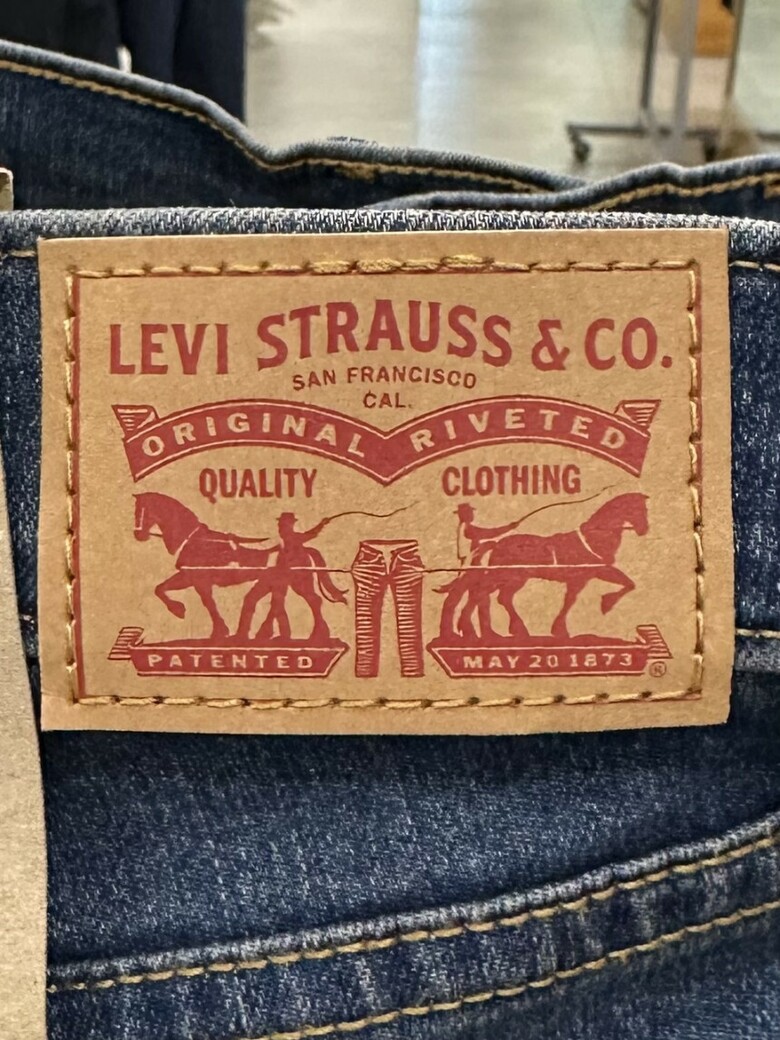 LEVI STRAUSS & CO.
SAN FRANCISCO
CAL.
ORIGINAL RIVETED
QUALITY CLOTHING
PATENTED MAY 20 1873 ®